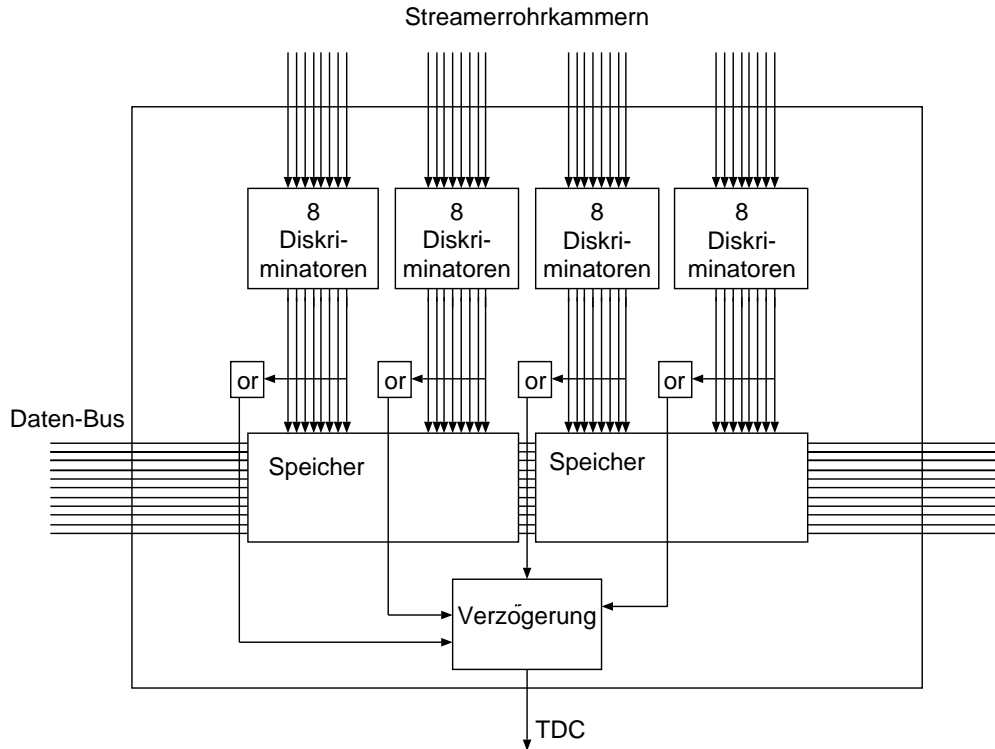 Streamerrohrkammern
8
Diskri-
minatoren
8
Diskri-
minatoren
8
Diskri-
minatoren
8
Diskri-
minatoren
or
or
or
or
Daten-Bus
Speicher
Speicher
Verzögerung
TDC